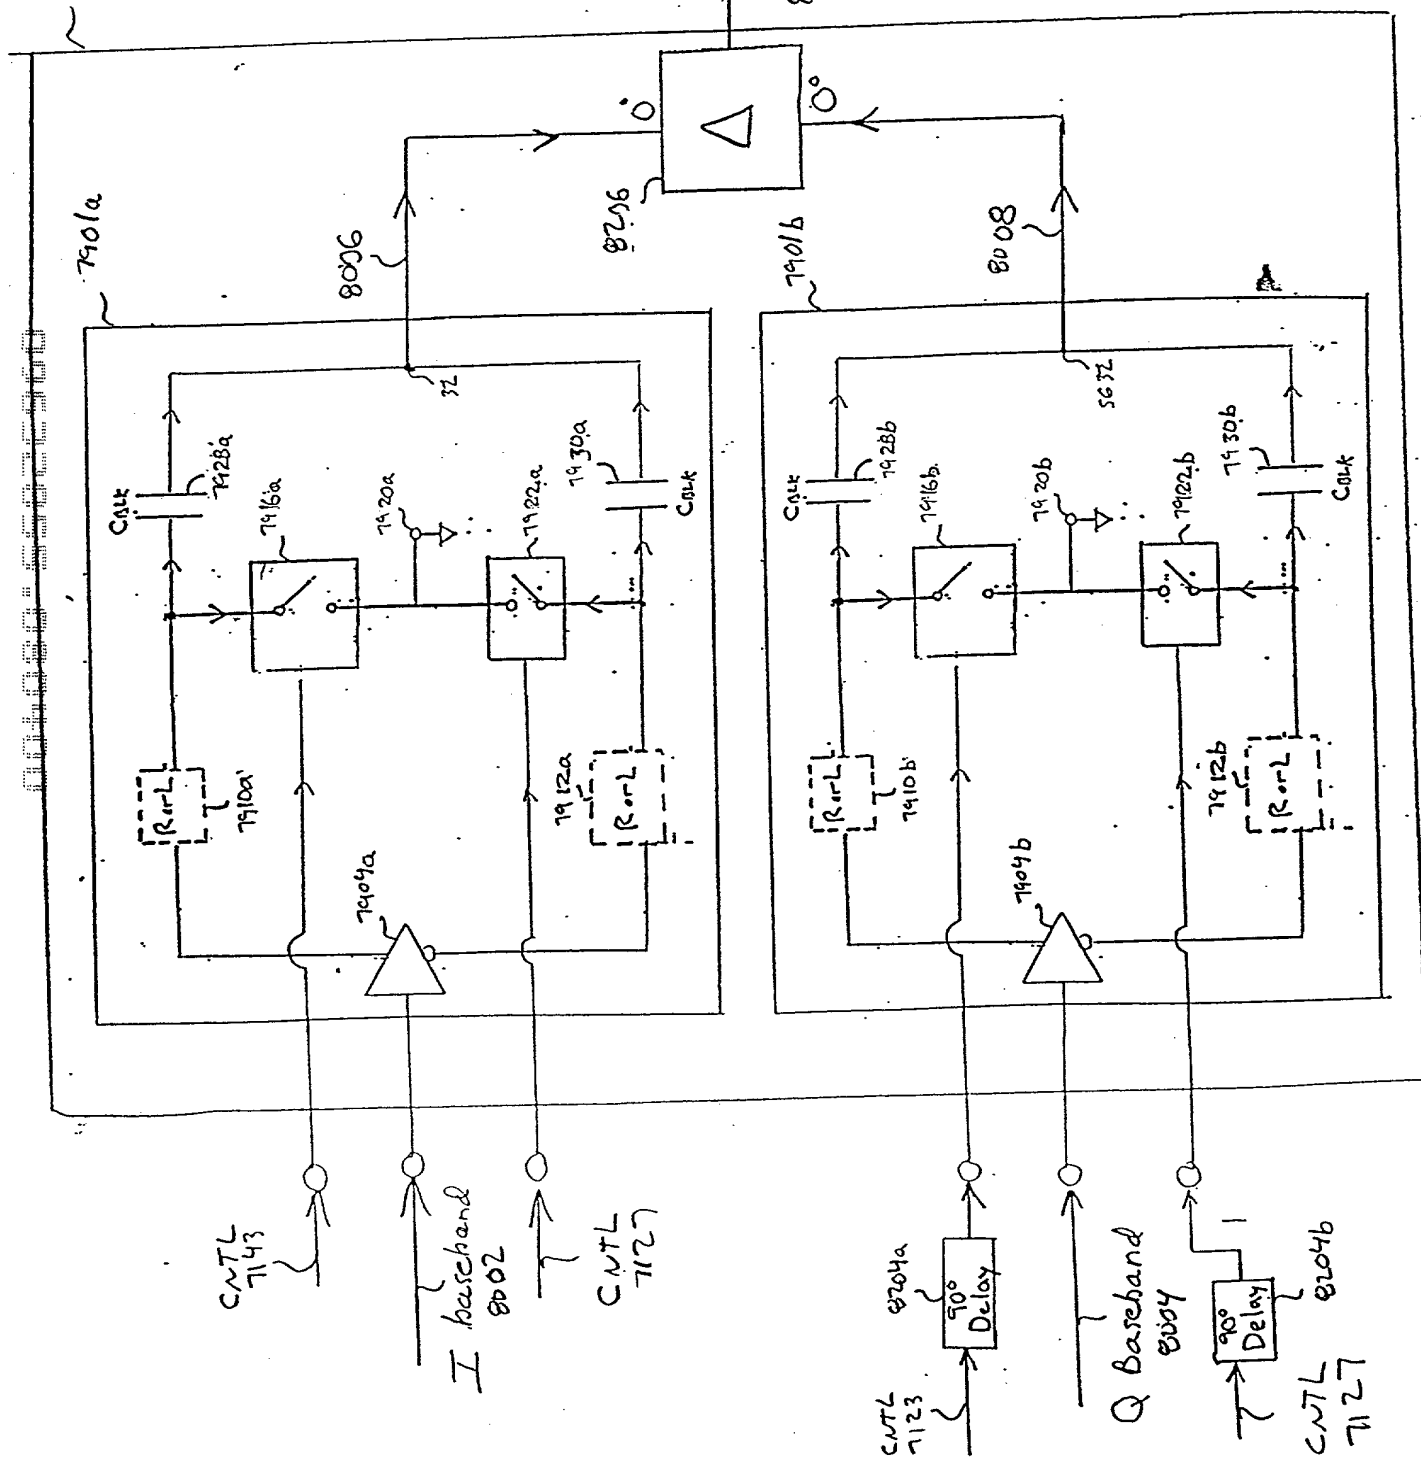 7901a
8006
0°
8206
0°
8008
7901b
CBLK
7928a
7916a
7920a
7922a
7930a
CBLK
32
R or L
7910a
7912a
R or L
7904a
CBLK
7928b
7916b
7920b
7922b
7930b
CBLK
5632
R or L
7910b
7912b
R or L
7904b
CNTL
7143
I baseband
8002
CNTL
7127
CNTL
7123
90°
Delay
8204a
Q Baseband
8004
90°
Delay
8204b
CNTL
7127